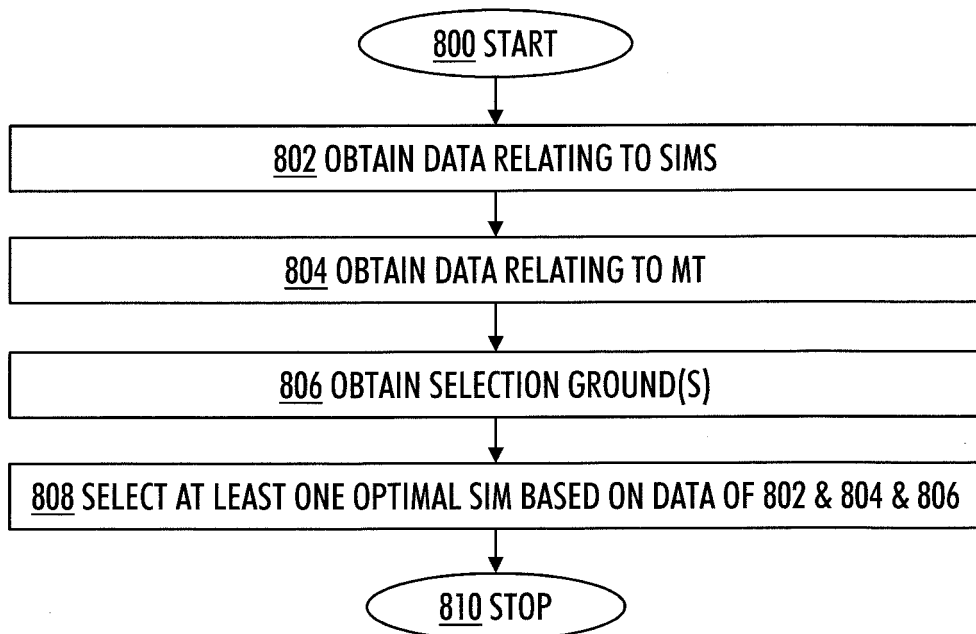 800 START
802 OBTAIN DATA RELATING TO SIMS
804 OBTAIN DATA RELATING TO MT
806 OBTAIN SELECTION GROUND(S)
808 SELECT AT LEAST ONE OPTIMAL SIM BASED ON DATA OF 802 & 804 & 806
810 STOP